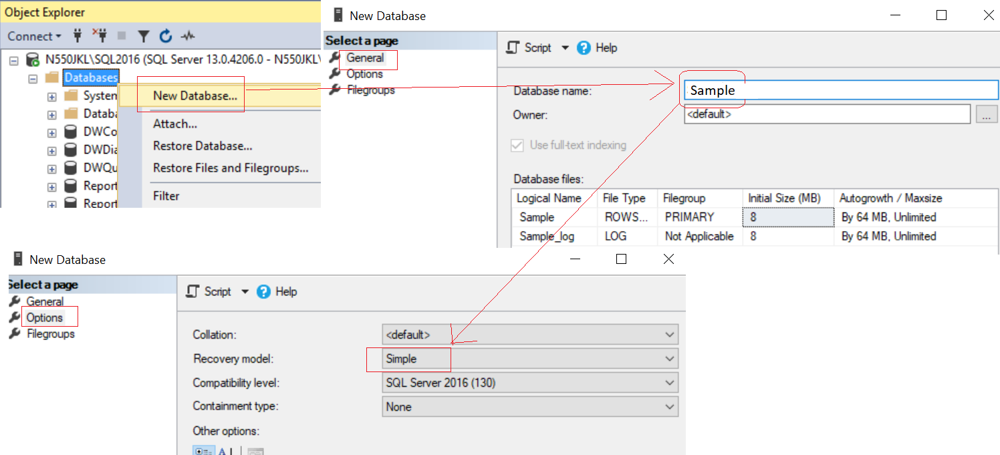 Object Explorer
Connect
N550JKL\SQL2016 (SQL Server 13.0.4206.0 - N550JKL\
Databases
System
New Database...
Databa
Attach...
DWCo
Restore Database...
DWDia
DWQu
Restore Files and Filegroups...
Report
Filter
Report
New Database
Select a page
General
Options
Filegroups
Script
Help
Database name: Sample
Owner: <default> ...
Use full-text indexing
Database files:
Logical Name File Type Filegroup Initial Size (MB) Autogrowth / Maxsize
Sample ROWS... PRIMARY 8 By 64 MB, Unlimited
Sample_log LOG Not Applicable 8 By 64 MB, Unlimited
New Database
Select a page
General
Options
Filegroups
Script
Help
Collation: <default>
Recovery model: Simple
Compatibility level: SQL Server 2016 (130)
Containment type: None
Other options: